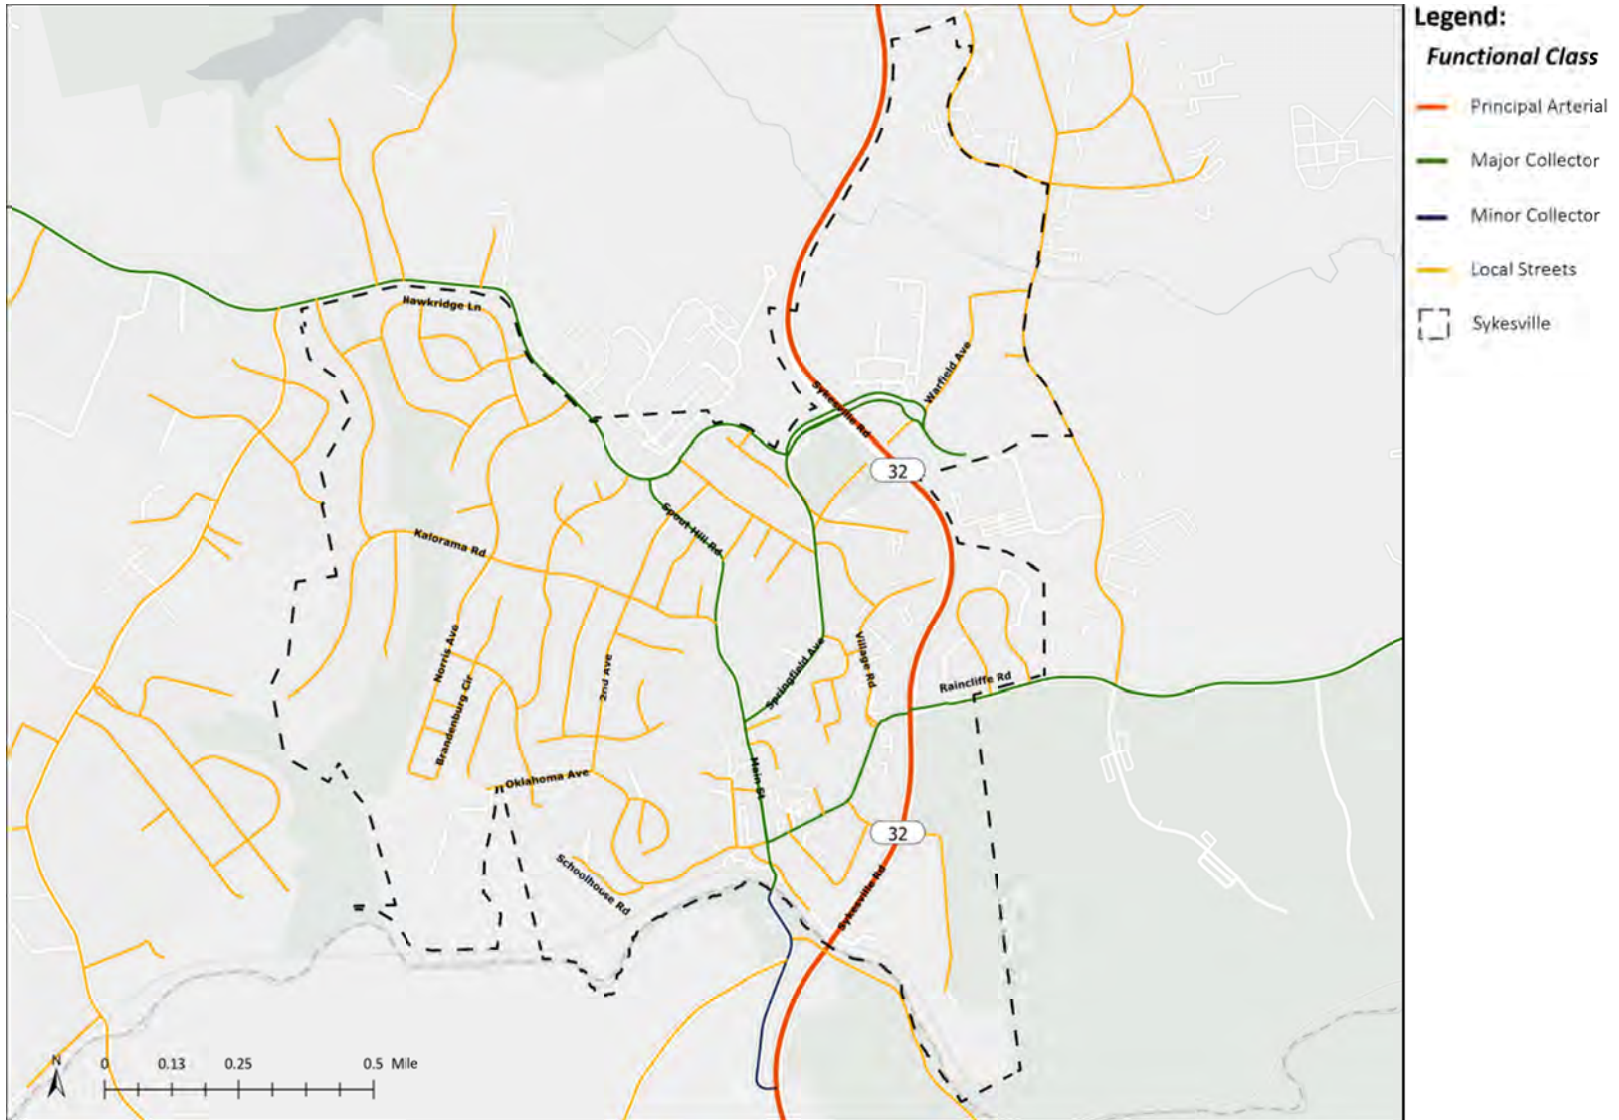 Legend:
Functional Class
Principal Arterial
Major Collector
Minor Collector
Local Streets
Sykesville
Hawkridge Ln
Warfield Ave
Sykesville Rd
32
Spout Hill Rd
Kalorama Rd
Norris Ave
Brandenburg Cir
2nd Ave
Springfield Ave
Village Rd
Raincliffe Rd
Oklahoma Ave
Main St
32
Schoolhouse Rd
Sykesville Rd
N
0 0.13 0.25 0.5 Mile